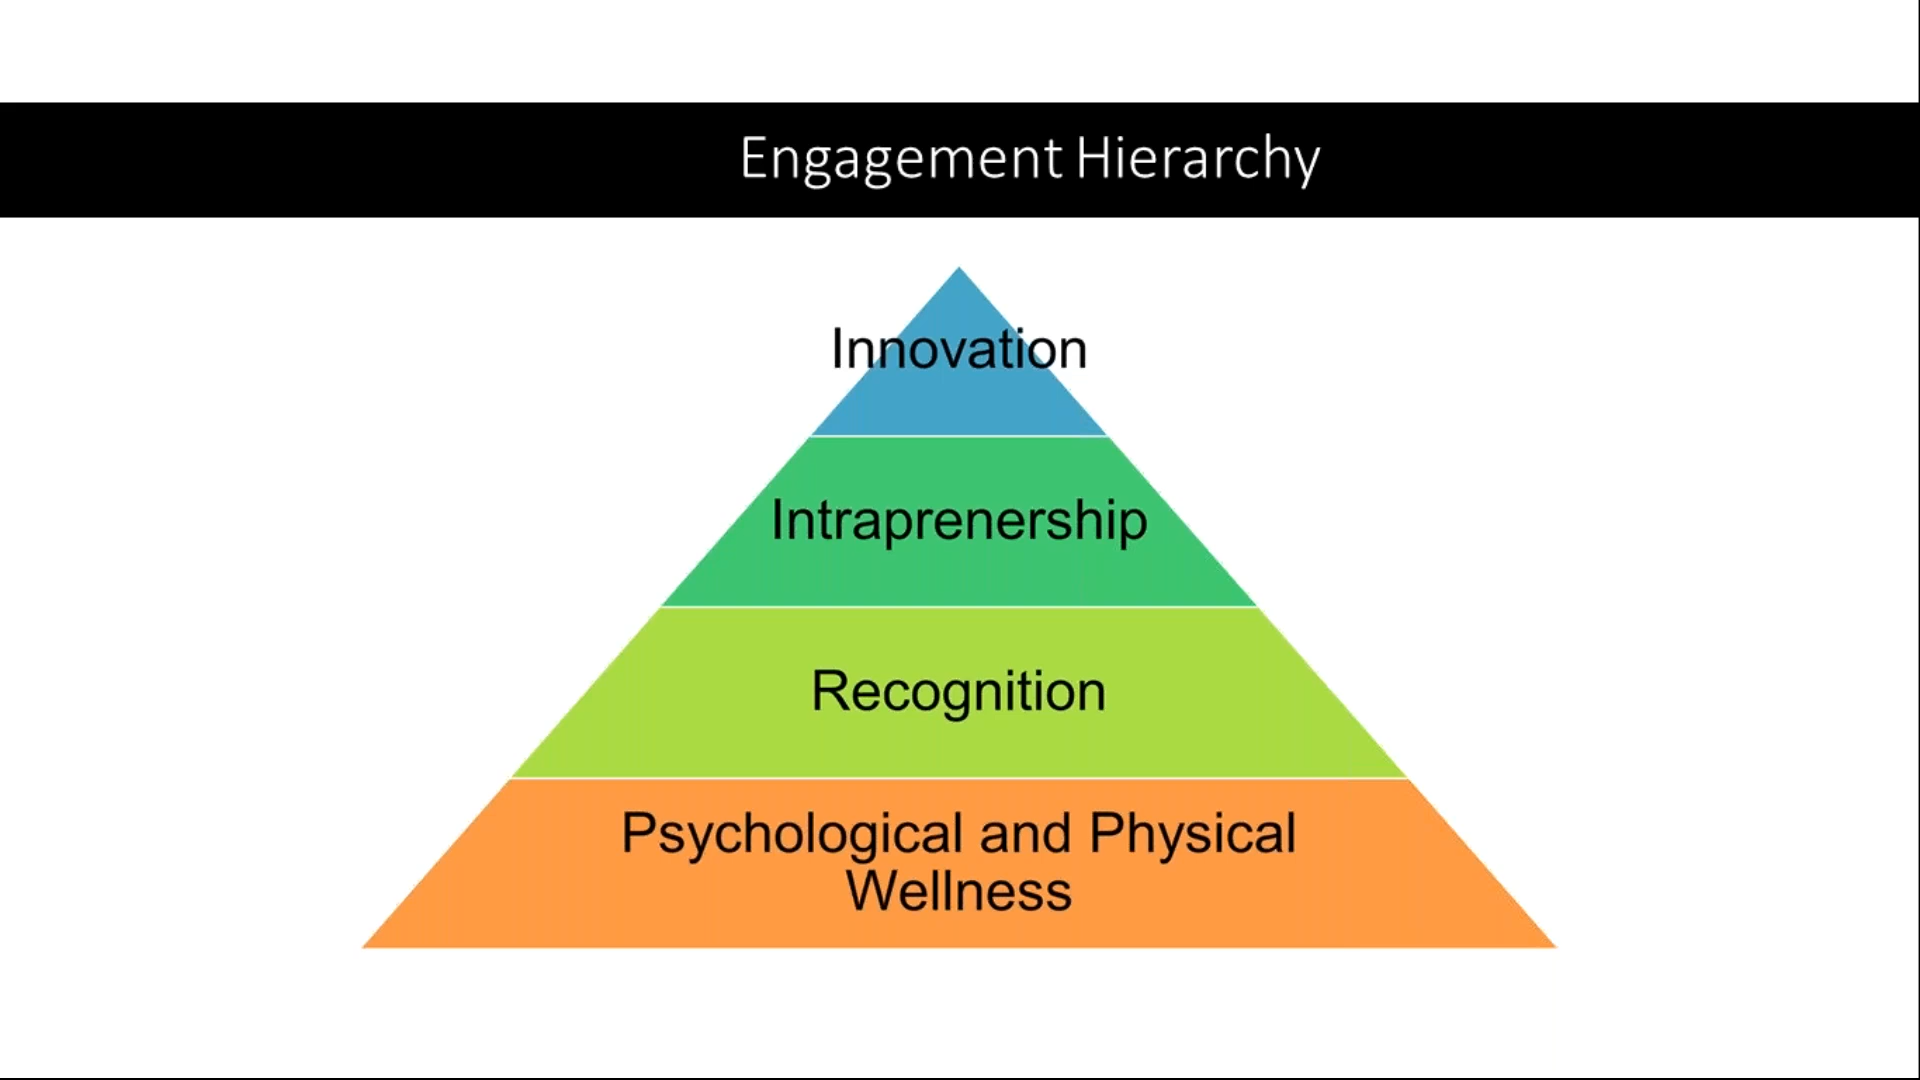 Engagement Hierarchy
Innovation
Intraprenership
Recognition
Psychological and Physical
Wellness